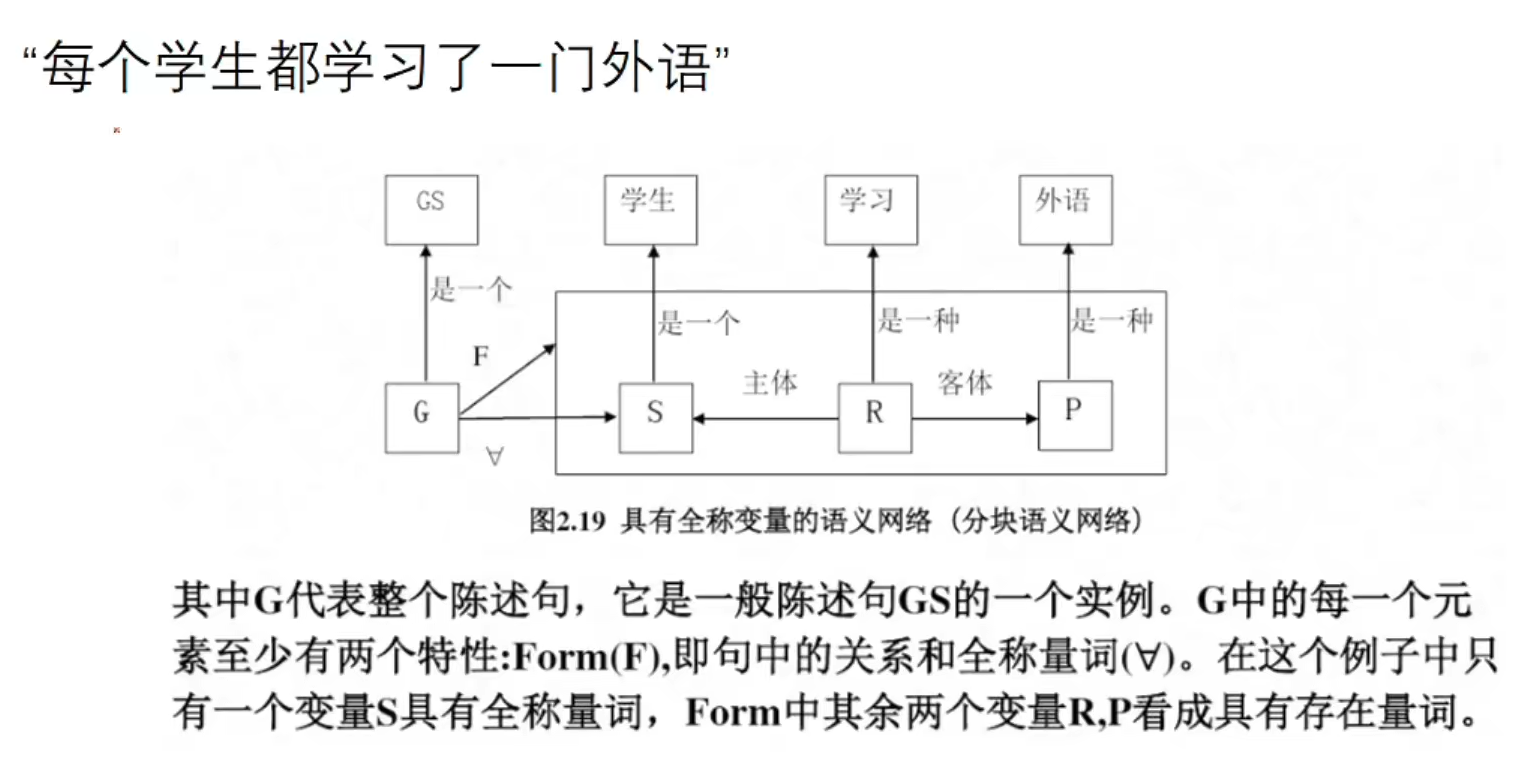 “每个学生都学习了一门外语”
GS 学生 学习 外语
是一个
是一个 是一种 是一种
F
主体 客体
G S R P
∀
图2.19 具有全称变量的语义网络（分块语义网络）
其中G代表整个陈述句，它是一般陈述句GS的一个实例。G中的每一个元
素至少有两个特性:Form(F),即句中的关系和全称量词(∀)。在这个例子中只
有一个变量S具有全称量词，Form中其余两个变量R,P看成具有存在量词。